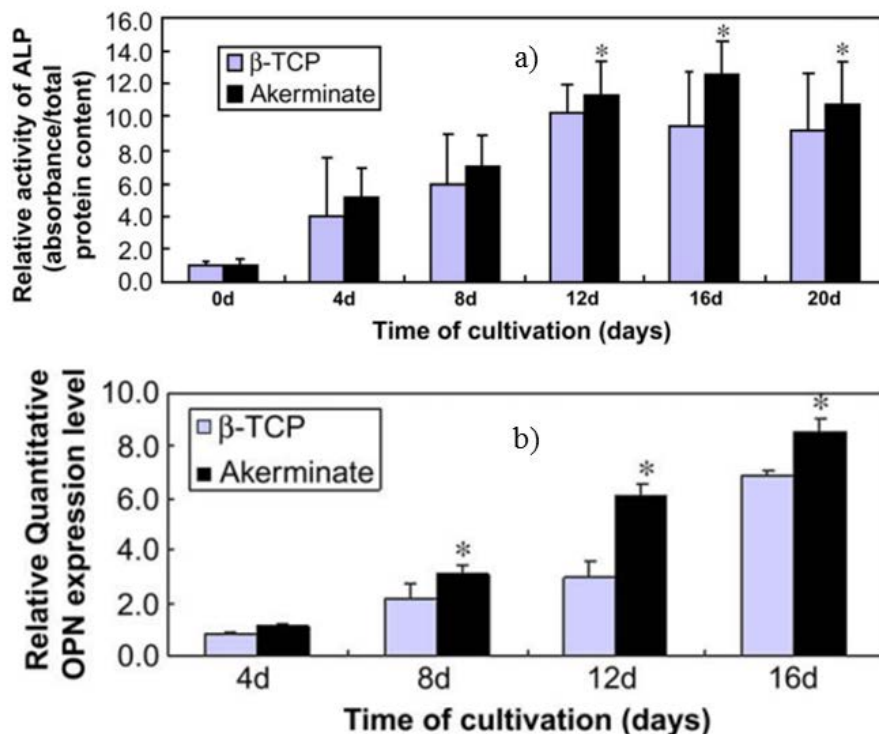 Relative activity of ALP
(absorbance/total
protein content)
16.0
14.0
12.0
10.0
8.0
6.0
4.0
2.0
0.0
β-TCP
Akerminate
a)
*
*
*
0d
4d
8d
12d
16d
20d
Time of cultivation (days)
Relative Quantitative
OPN expression level
10.0
8.0
6.0
4.0
2.0
0.0
β-TCP
Akerminate
b)
*
*
*
4d
8d
12d
16d
Time of cultivation (days)